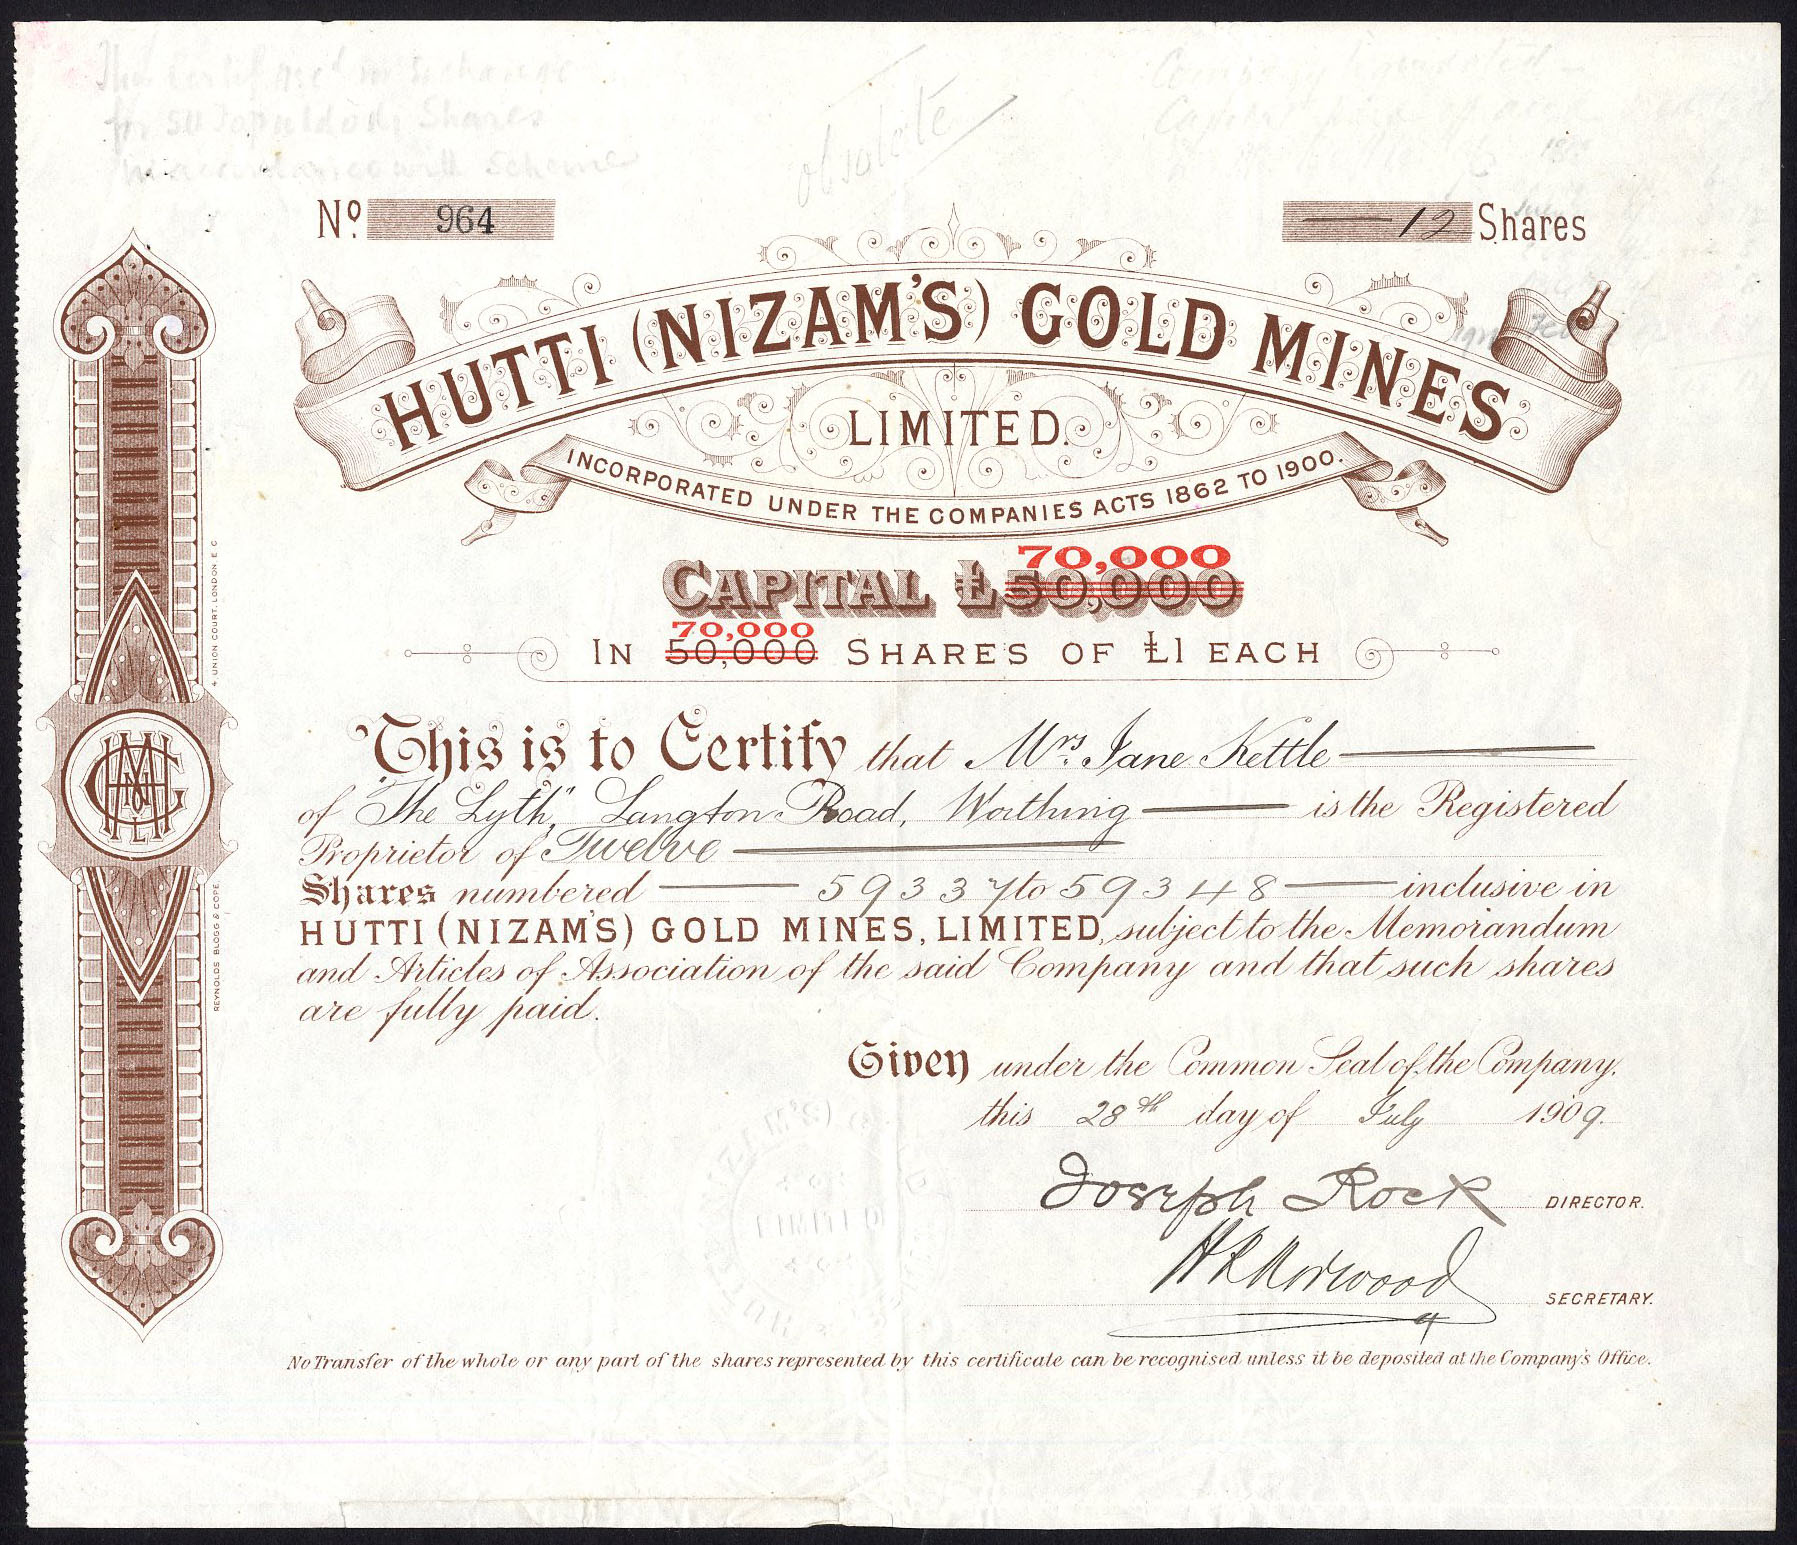 obsolete
No. 964
12 Shares
HUTTI (NIZAM'S) GOLD MINES
LIMITED.
INCORPORATED UNDER THE COMPANIES ACTS 1862 TO 1900.
70,000
CAPITAL £50,000
70,000
IN 50,000 SHARES OF £1 EACH
This is to Certify that Mrs. Jane Kettle
of "The Lyth", Langton Road, Worthing is the Registered
Proprietor of Twelve
Shares numbered 59337 to 59348 inclusive in
HUTTI (NIZAM'S) GOLD MINES, LIMITED, subject to the Memorandum
and Articles of Association of the said Company and that such shares
are fully paid.
Given under the Common Seal of the Company,
this 28th day of July 1909.
Joseph Rock DIRECTOR.
Norwood SECRETARY.
No Transfer of the whole or any part of the shares represented by this certificate can be recognised unless it be deposited at the Company's Office.
REYNOLDS BLOGG & COPE.
4 UNION COURT, LONDON. E C